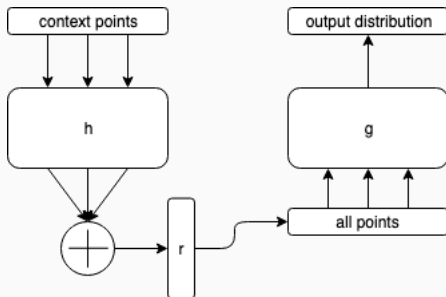 context points
output distribution
h
g
r
all points